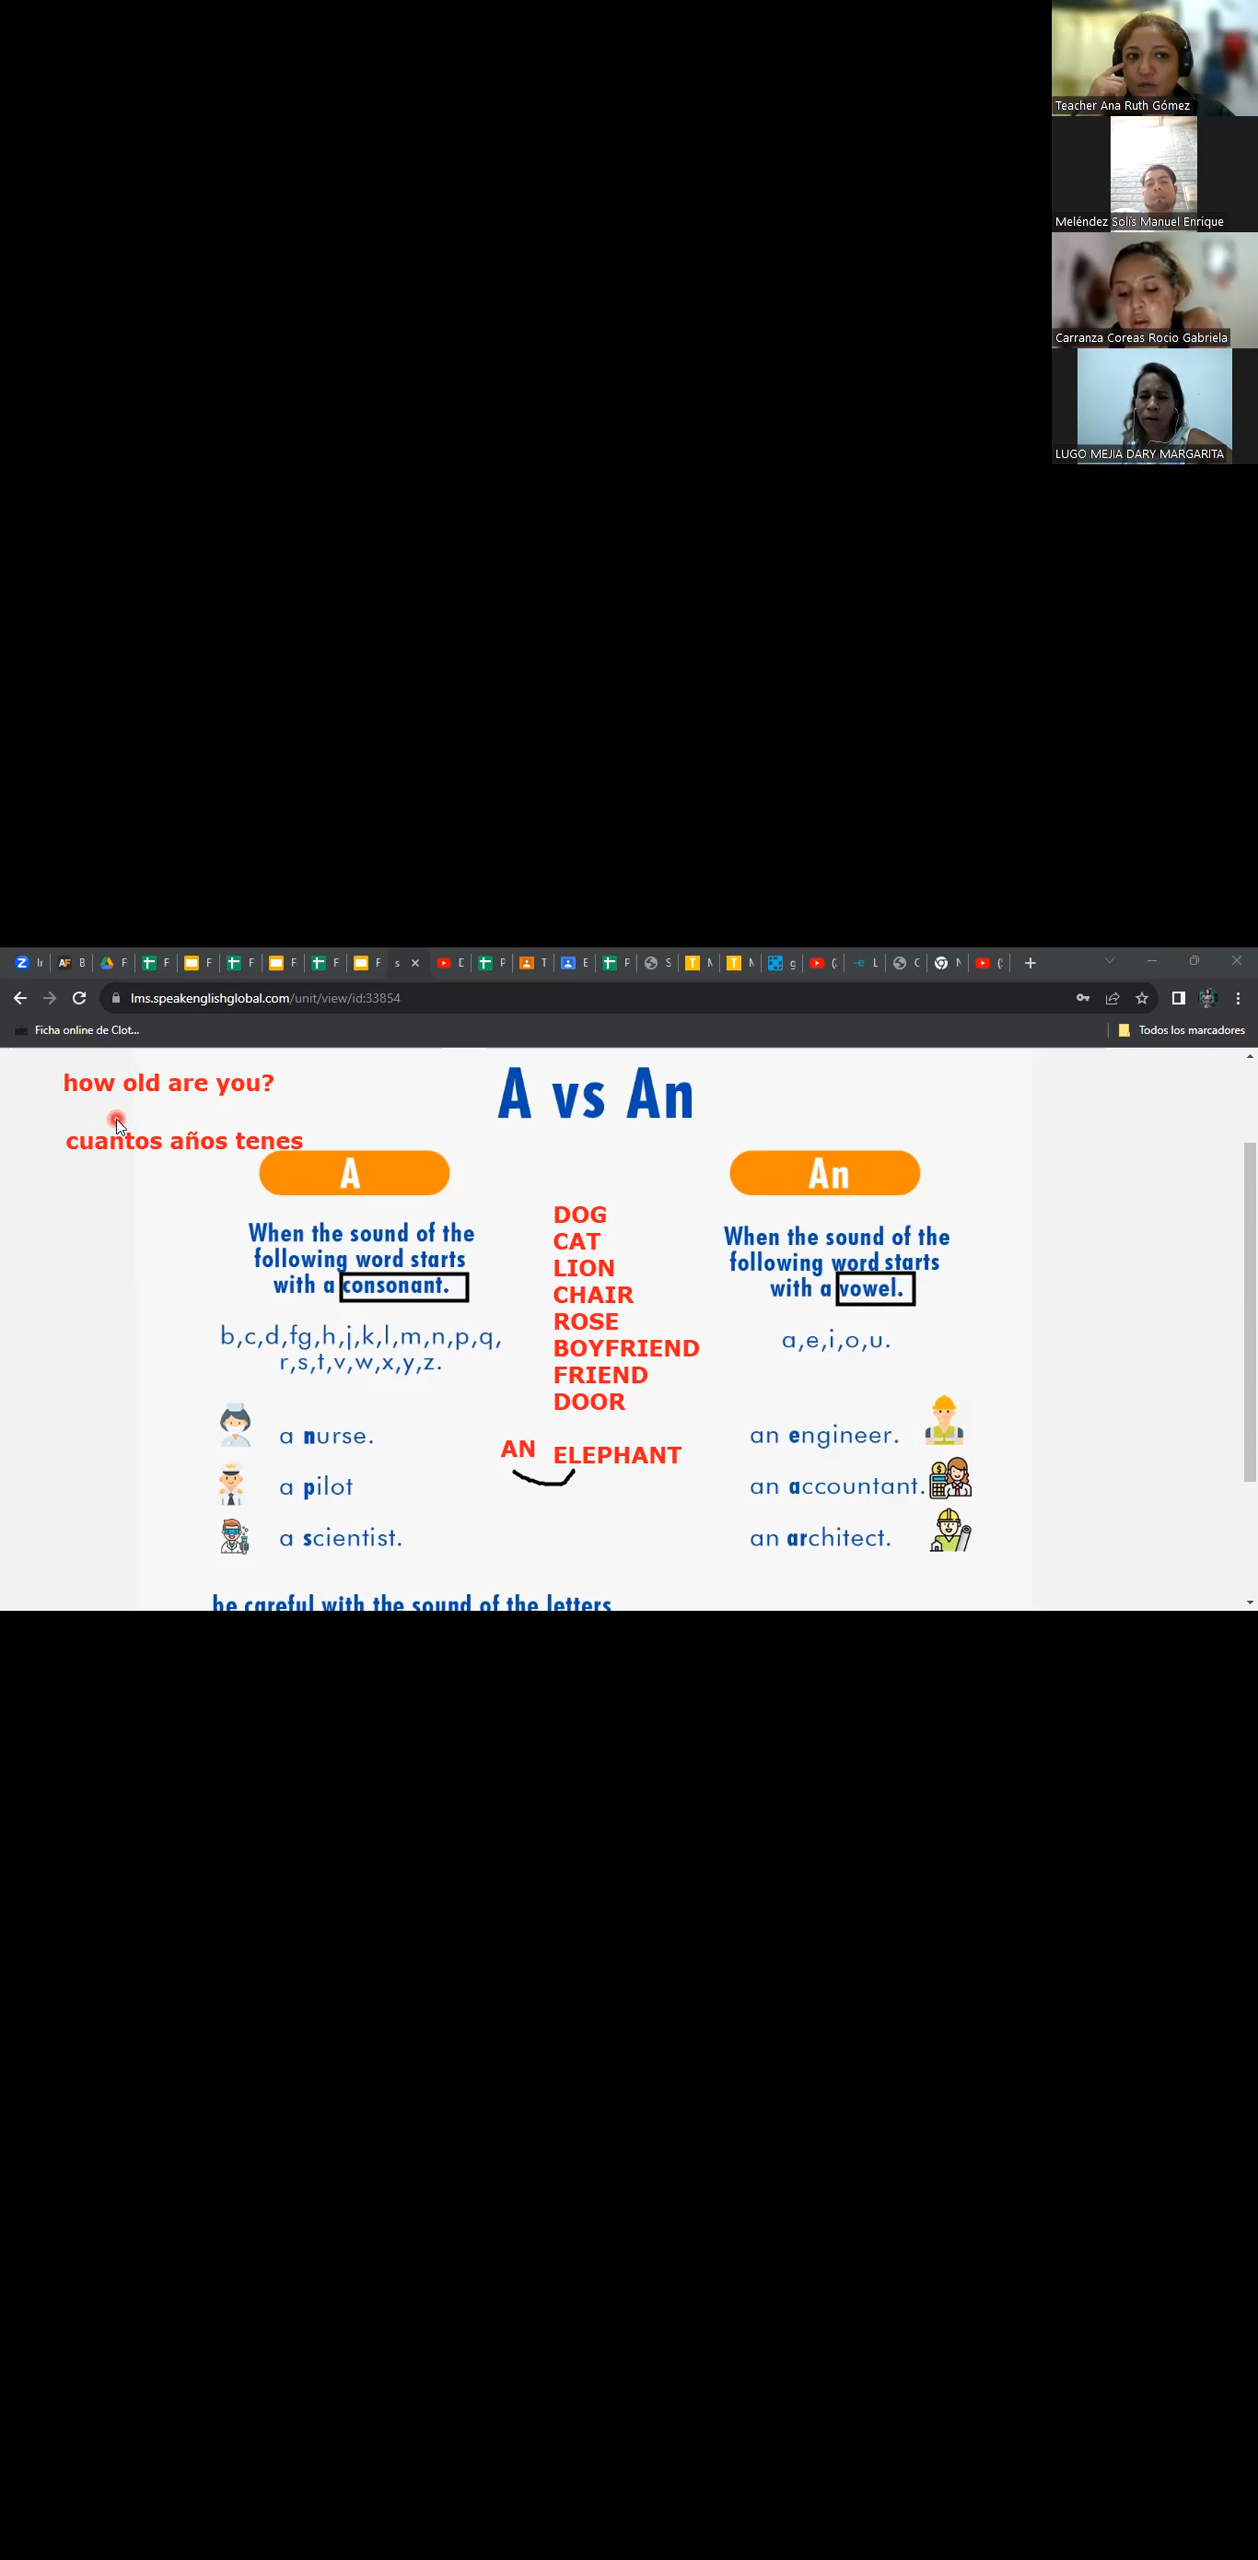 Teacher Ana Ruth Gómez
Meléndez Solís Manuel Enrique
Carranza Coreas Rocio Gabriela
LUGO MEJIA DARY MARGARITA
lms.speakenglishglobal.com/unit/view/id:33854
Ficha online de Clot...
Todos los marcadores
how old are you?
cuantos años tenes
A vs An
A
When the sound of the
following word starts
with a consonant.
b,c,d,fg,h,j,k,l,m,n,p,q,
r,s,t,v,w,x,y,z.
a nurse.
a pilot
a scientist.
DOG
CAT
LION
CHAIR
ROSE
BOYFRIEND
FRIEND
DOOR
AN ELEPHANT
An
When the sound of the
following word starts
with a vowel.
a,e,i,o,u.
an engineer.
an accountant.
an architect.
be careful with the sound of the letters